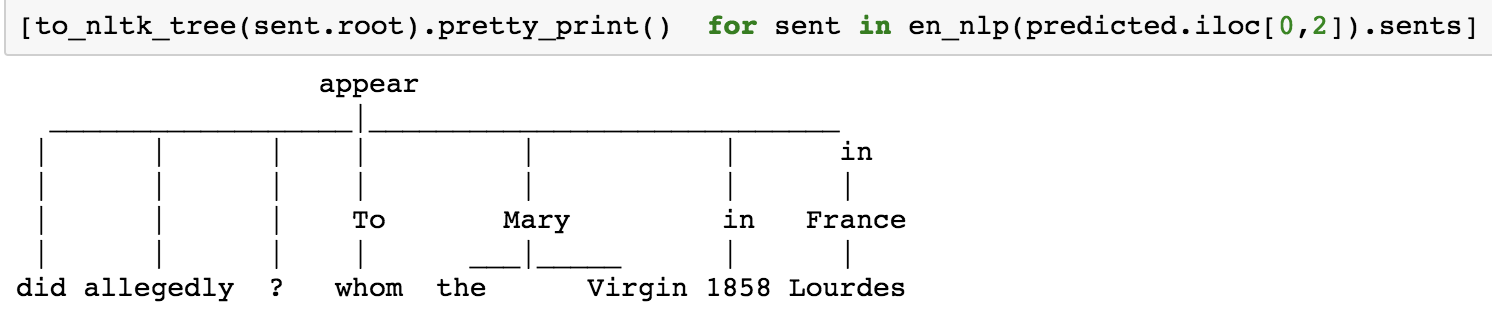 [to_nltk_tree(sent.root).pretty_print()  for sent in en_nlp(predicted.iloc[0,2]).sents]
appear
in
To Mary in France
did allegedly ? whom the Virgin 1858 Lourdes